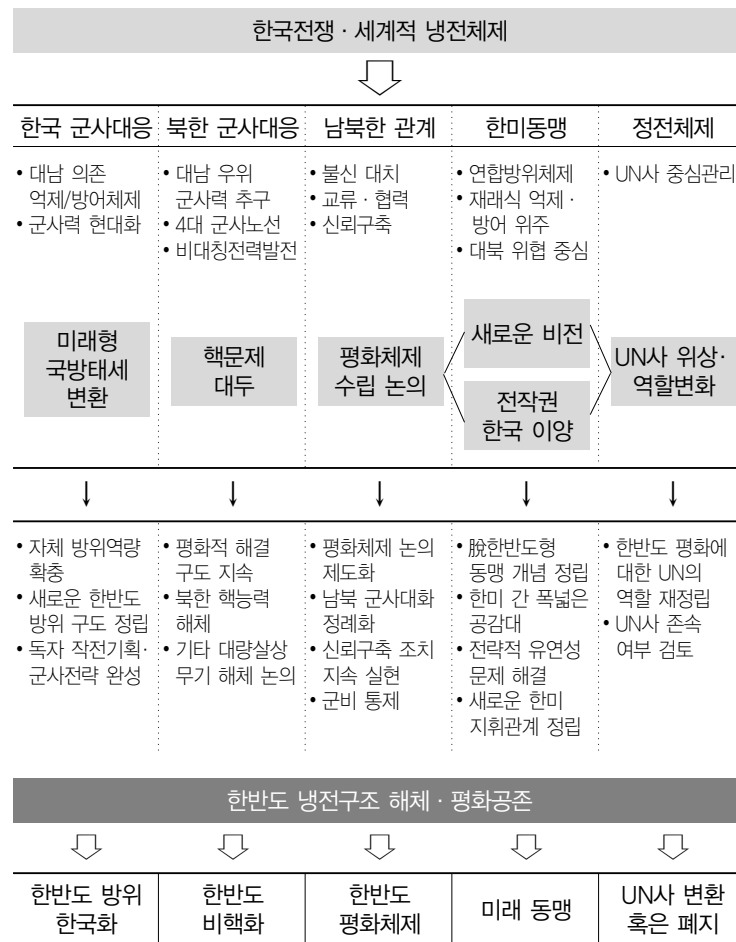 한국전쟁 · 세계적 냉전체제
한국 군사대응
북한 군사대응
남북한 관계
한미동맹
정전체제
• 대남 의존
억제/방어체제
• 군사력 현대화
• 대남 우위
군사력 추구
• 4대 군사노선
• 비대칭전력발전
• 불신 대치
• 교류 · 협력
• 신뢰구축
• 연합방위체제
• 재래식 억제 ·
방어 위주
• 대북 위협 중심
• UN사 중심관리
미래형
국방태세
변환
핵문제
대두
평화체제
수립 논의
새로운 비전
전작권
한국 이양
UN사 위상·
역할변화
• 자체 방위역량
확충
• 새로운 한반도
방위 구도 정립
• 독자 작전기획·
군사전략 완성
• 평화적 해결
구도 지속
• 북한 핵능력
해체
• 기타 대량살상
무기 해체 논의
• 평화체제 논의
제도화
• 남북 군사대화
정례화
• 신뢰구축 조치
지속 실현
• 군비 통제
• 脫한반도형
동맹 개념 정립
• 한미 간 폭넓은
공감대
• 전략적 유연성
문제 해결
• 새로운 한미
지휘관계 정립
• 한반도 평화에
대한 UN의
역할 재정립
• UN사 존속
여부 검토
한반도 냉전구조 해체 · 평화공존
한반도 방위
한국화
한반도
비핵화
한반도
평화체제
미래 동맹
UN사 변환
혹은 폐지